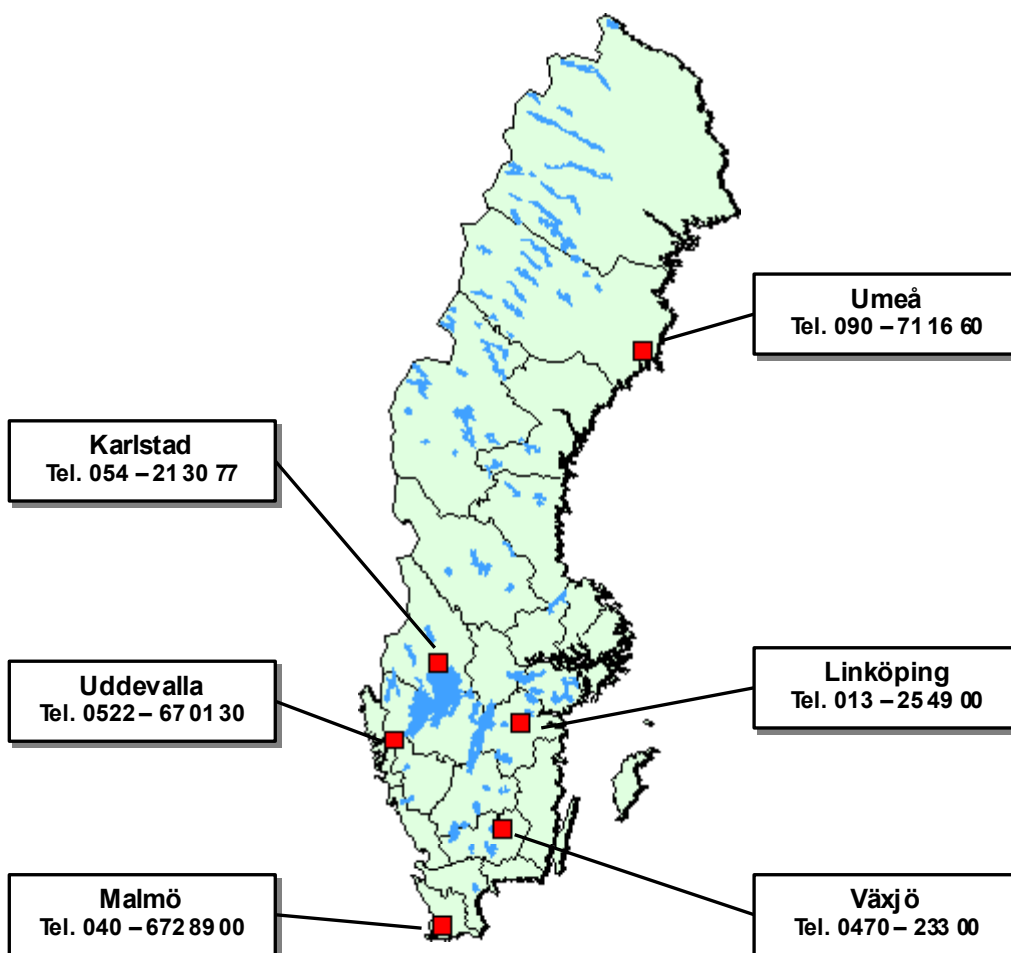 Umeå
Tel. 090 – 71 16 60
Karlstad
Tel. 054 – 21 30 77
Uddevalla
Tel. 0522 – 67 01 30
Linköping
Tel. 013 – 25 49 00
Malmö
Tel. 040 – 672 89 00
Växjö
Tel. 0470 – 233 00